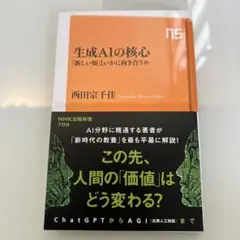 生成AIの核心
「新しい知」といかに向き合うか
西田宗千佳
NHK出版新書
705
AI分野に精通する著者が
「新時代の教養」を最も平易に解説!
この先、
人間の「価値」は
どう変わる?
ChatGPTからAGI(汎用人工知能)まで